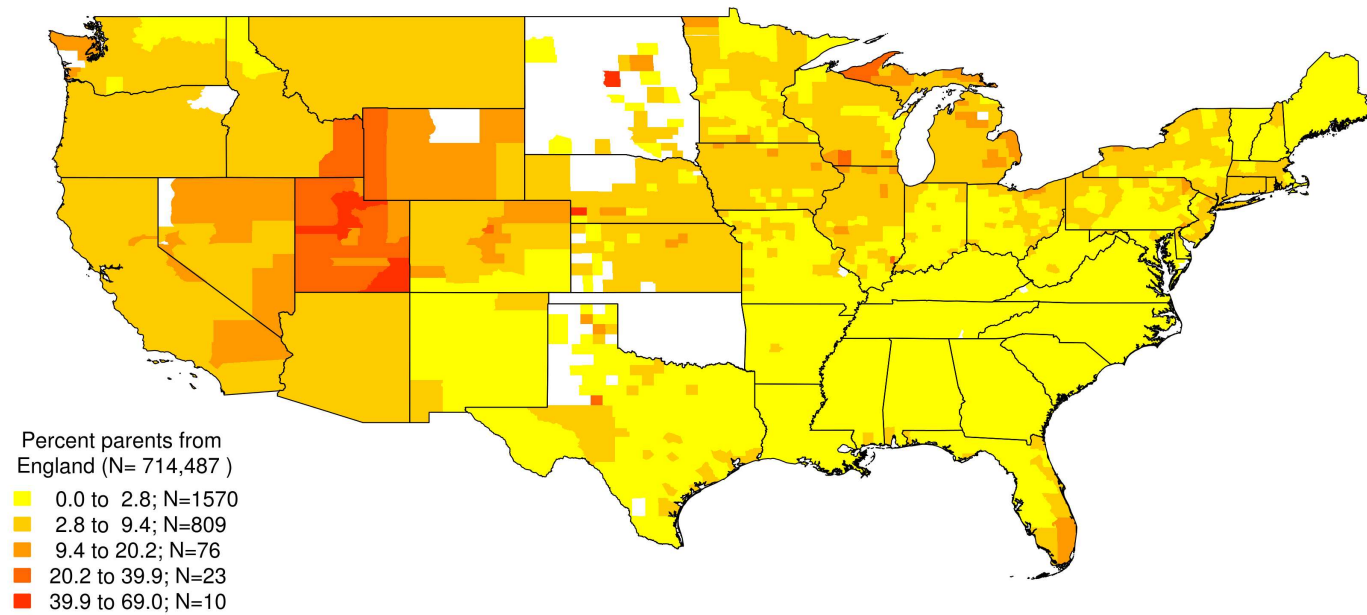 Percent parents from
England (N= 714,487 )
0.0 to 2.8; N=1570
2.8 to 9.4; N=809
9.4 to 20.2; N=76
20.2 to 39.9; N=23
39.9 to 69.0; N=10